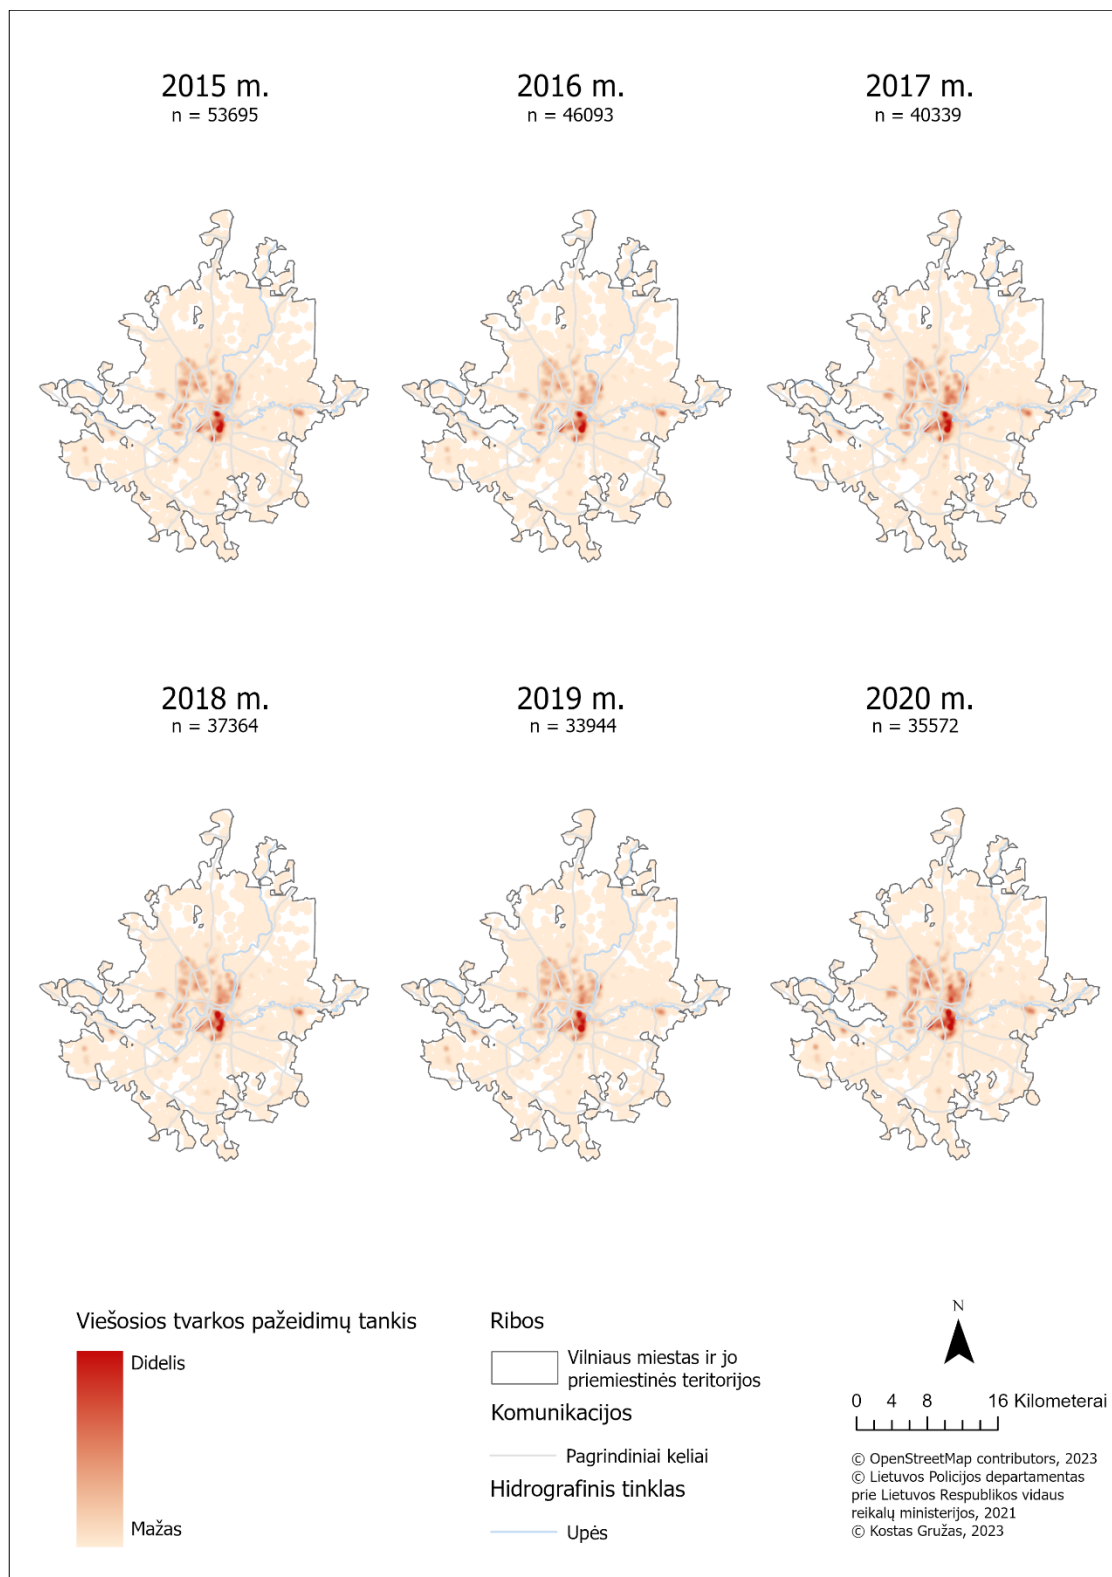 2015 m.
n = 53695
2016 m.
n = 46093
2017 m.
n = 40339
2018 m.
n = 37364
2019 m.
n = 33944
2020 m.
n = 35572
Viešosios tvarkos pažeidimų tankis
Didelis
Mažas
Ribos
Vilniaus miestas ir jo
priemiestinės teritorijos
Komunikacijos
Pagrindiniai keliai
Hidrografinis tinklas
Upės
N
0 4 8 16 Kilometerai
© OpenStreetMap contributors, 2023
© Lietuvos Policijos departamentas
prie Lietuvos Respublikos vidaus
reikalų ministerijos, 2021
© Kostas Gružas, 2023